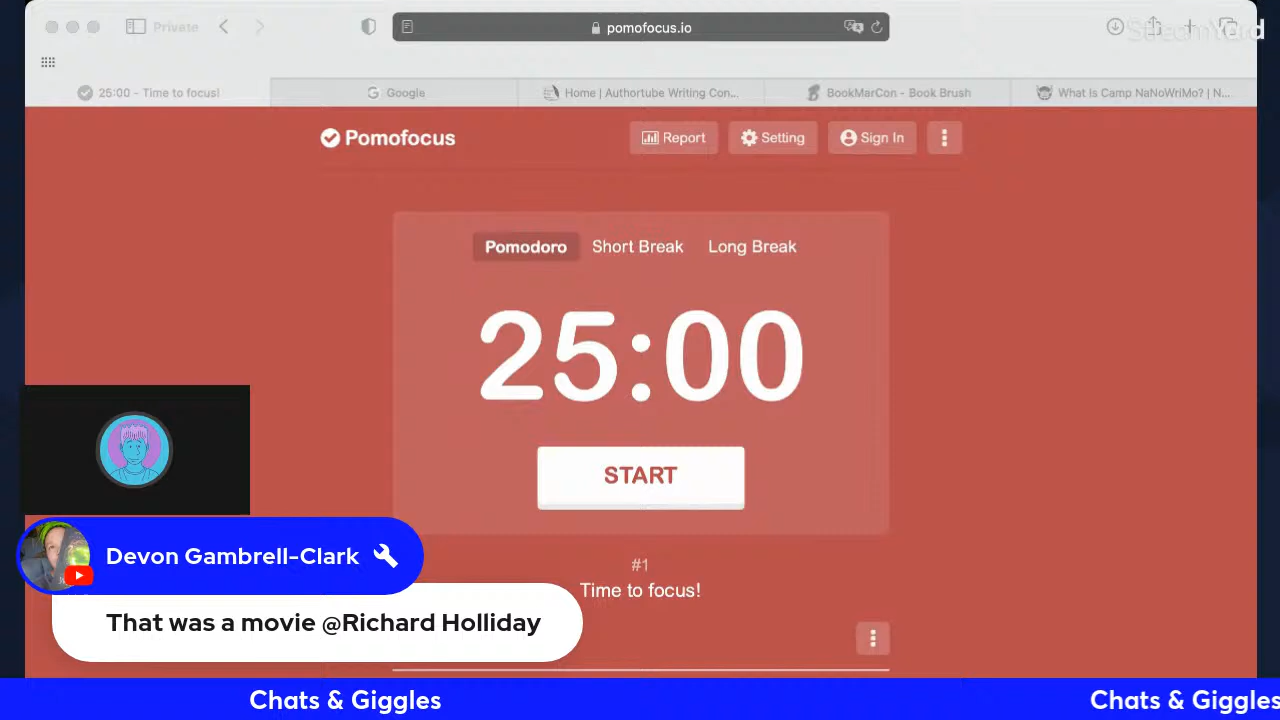 Private
pomofocus.io
StreamYard
25:00 - Time to focus!
Google
Home | Authortube Writing Con...
BookMarCon - Book Brush
What Is Camp NaNoWriMo? | N...
Pomofocus
Report
Setting
Sign In
Pomodoro
Short Break
Long Break
25:00
START
#1
Time to focus!
Devon Gambrell-Clark
That was a movie @Richard Holliday
Chats & Giggles
Chats & Giggles